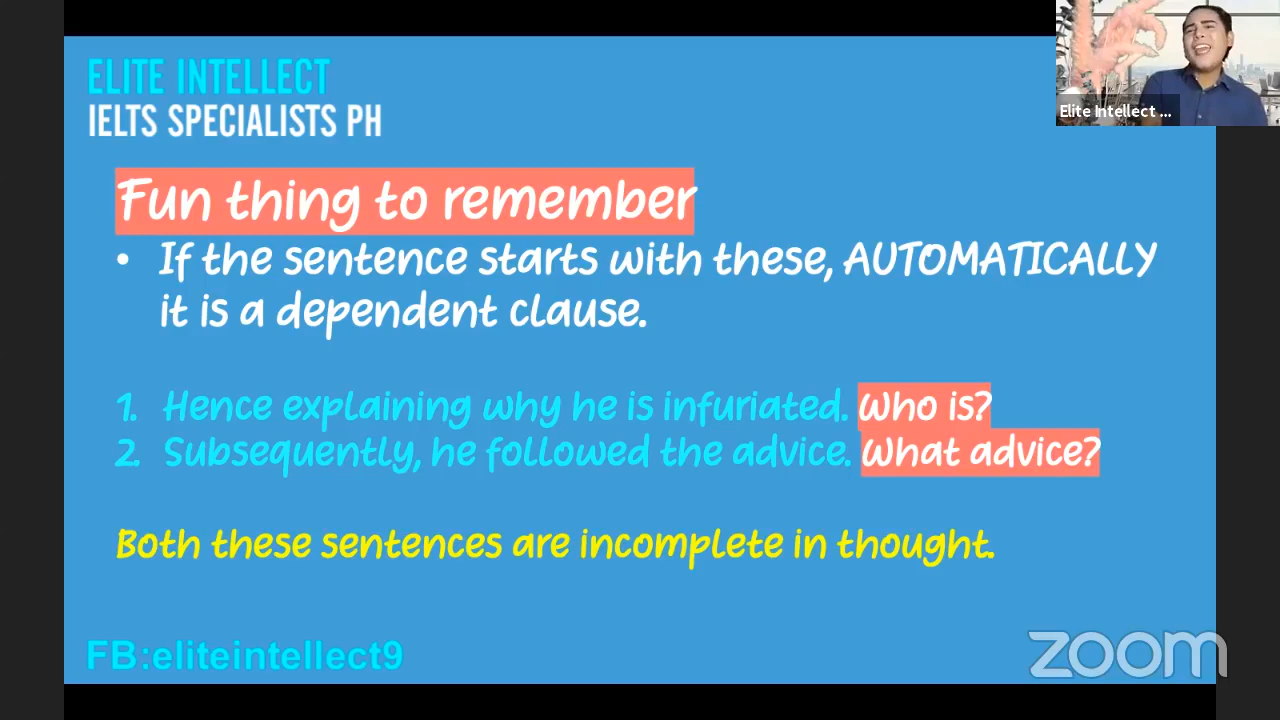 ELITE INTELLECT
IELTS SPECIALISTS PH
Elite Intellect ...
Fun thing to remember
• If the sentence starts with these, AUTOMATICALLY
it is a dependent clause.
1. Hence explaining why he is infuriated. Who is?
2. Subsequently, he followed the advice. What advice?
Both these sentences are incomplete in thought.
FB:eliteintellect9
zoom